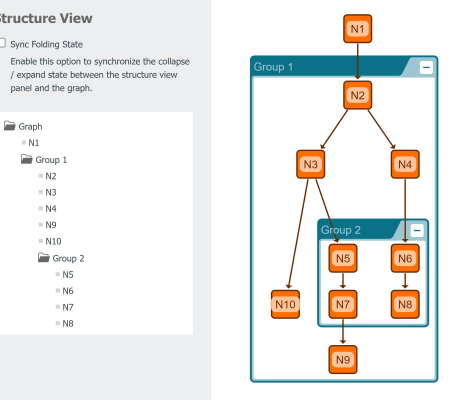 Structure View
Sync Folding State
Enable this option to synchronize the collapse
/ expand state between the structure view
panel and the graph.
Graph
N1
Group 1
N2
N3
N4
N9
N10
Group 2
N5
N6
N7
N8
N1
Group 1
N2
N3
N4
Group 2
N5
N6
N10
N7
N8
N9